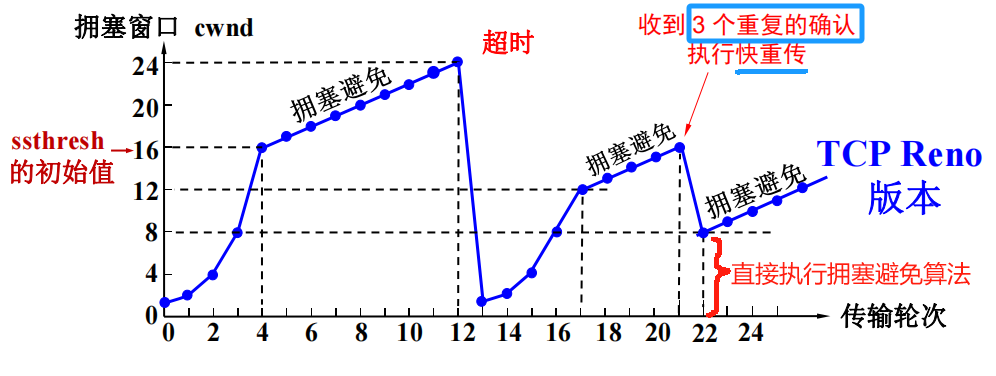 拥塞窗口 cwnd
超时
收到 3 个重复的确认
执行快重传
24
20
16
12
8
4
0
ssthresh
的初始值
拥塞避免
拥塞避免
拥塞避免
TCP Reno
版本
直接执行拥塞避免算法
0 2 4 6 8 10 12 14 16 18 20 22 24
传输轮次